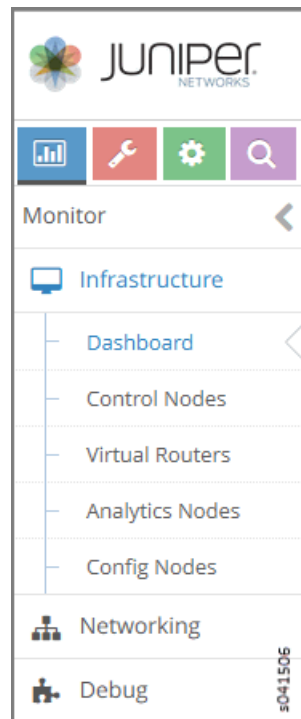 JUNIPER
NETWORKS
Monitor
Infrastructure
Dashboard
Control Nodes
Virtual Routers
Analytics Nodes
Config Nodes
Networking
Debug
s041506